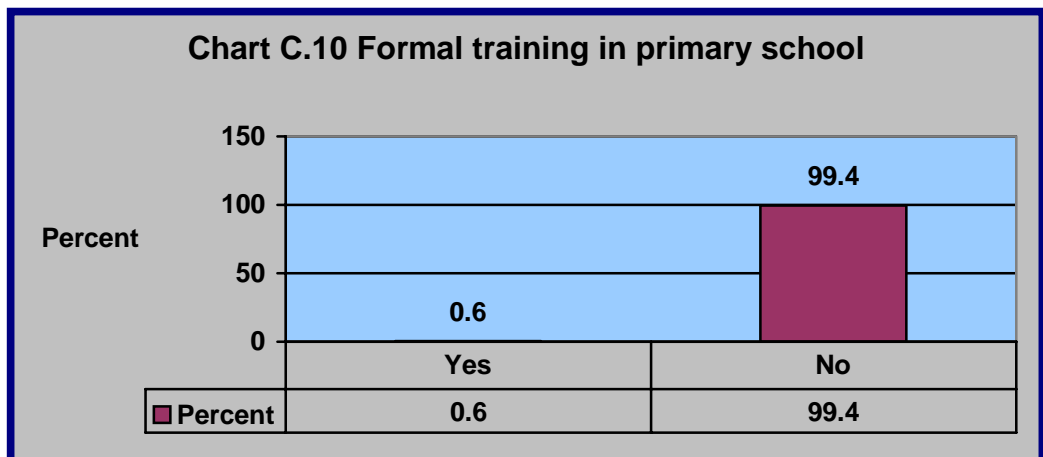 Chart C.10 Formal training in primary school
150
99.4
100
Percent
50
0.6
0
Yes No
Percent 0.6 99.4